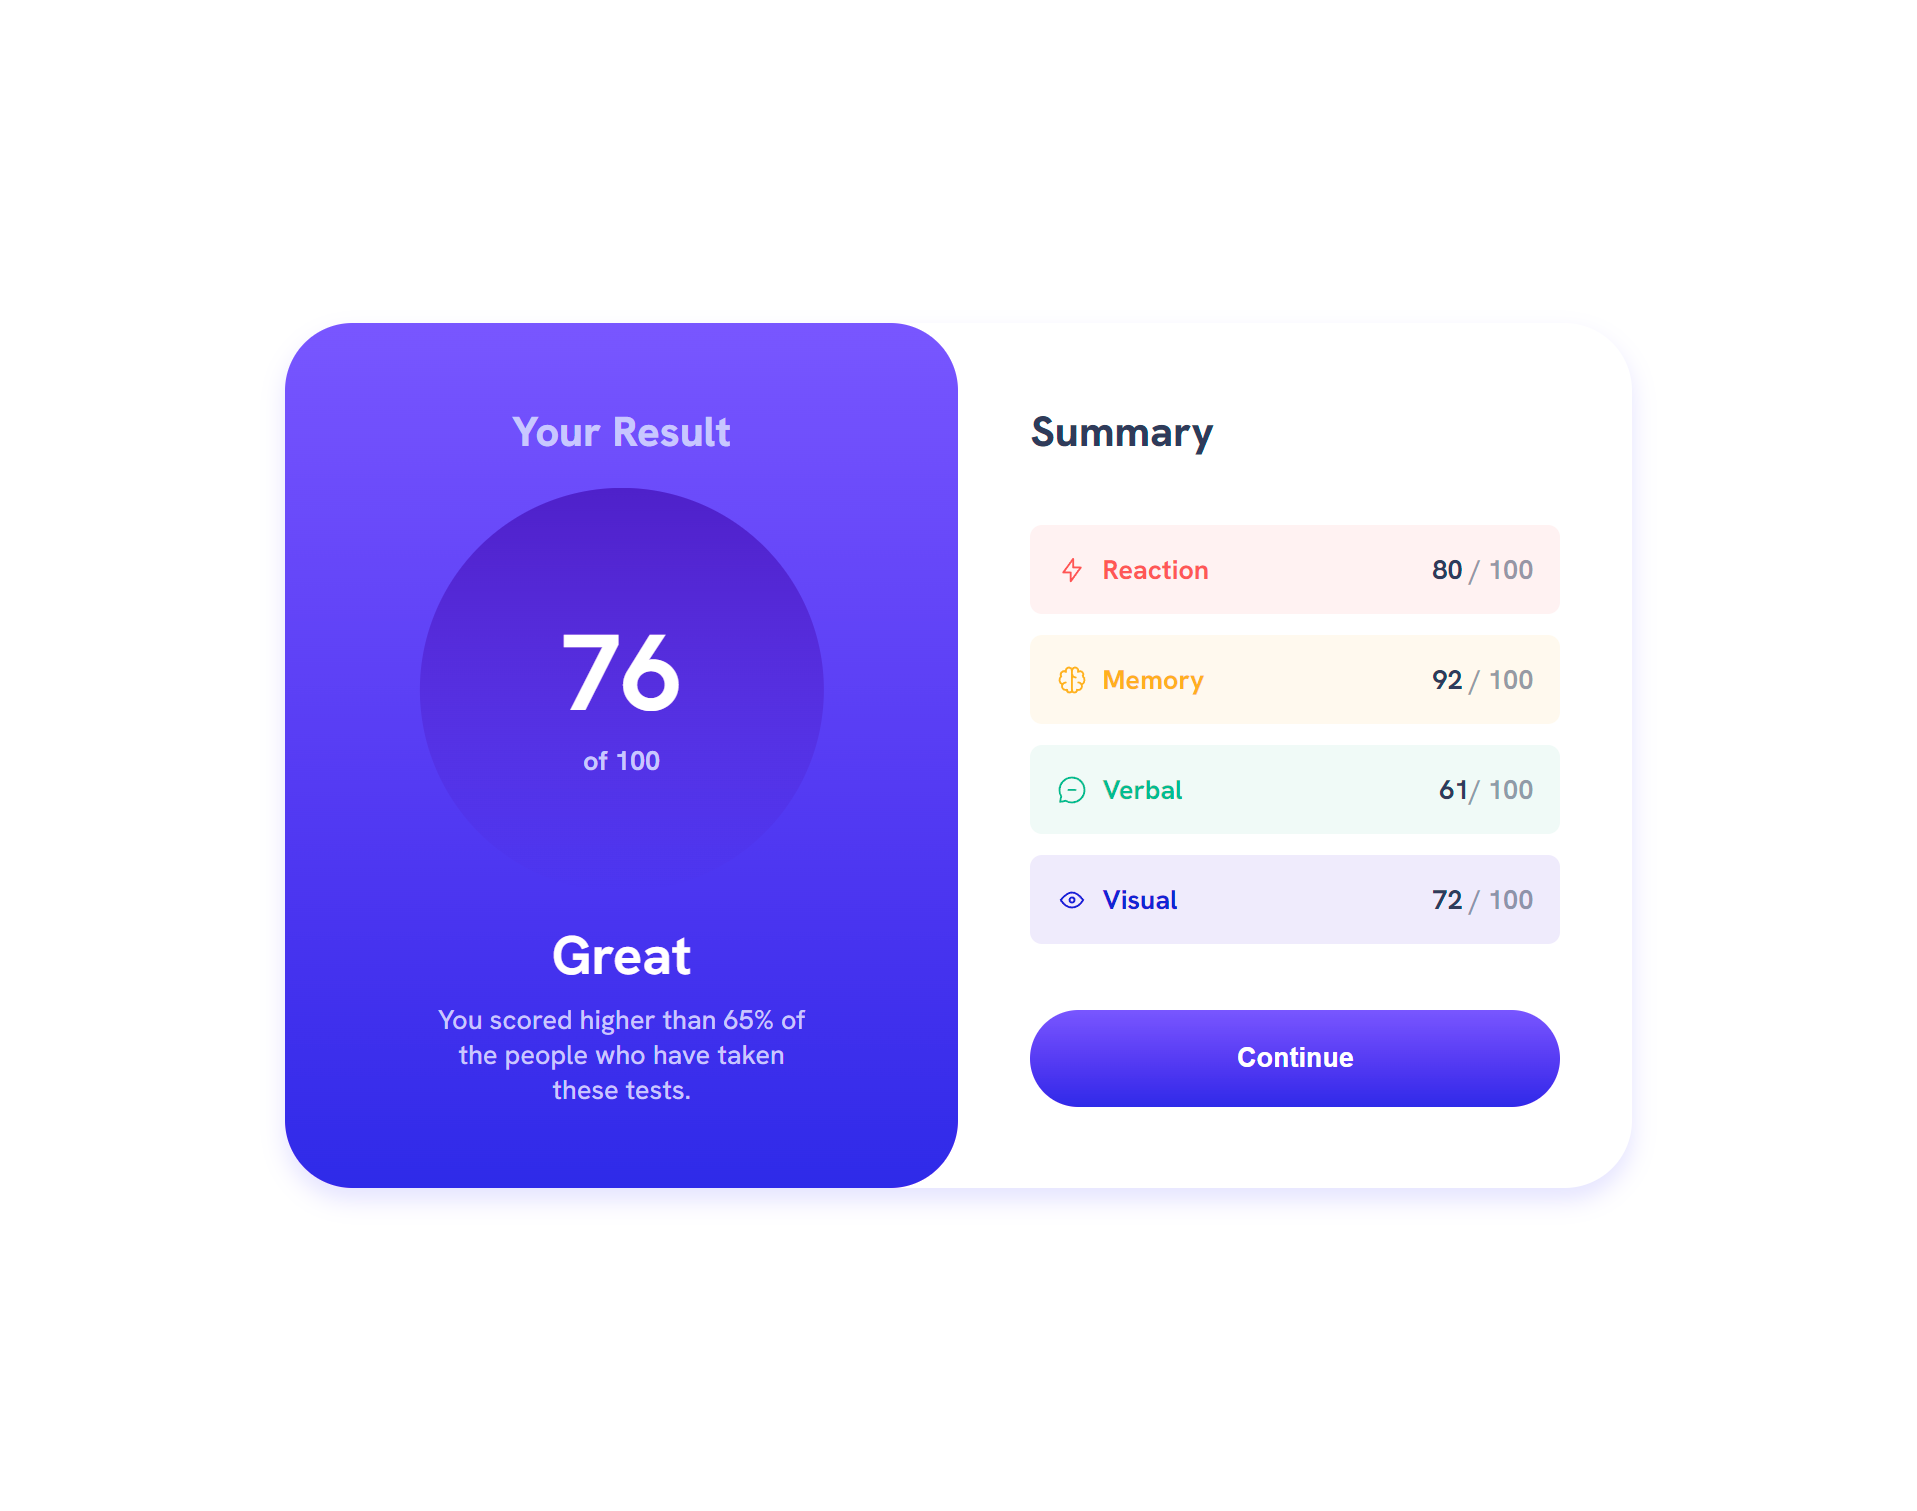 Your Result
76
of 100
Great
You scored higher than 65% of
the people who have taken
these tests.
Summary
Reaction 80 / 100
Memory 92 / 100
Verbal 61/ 100
Visual 72 / 100
Continue